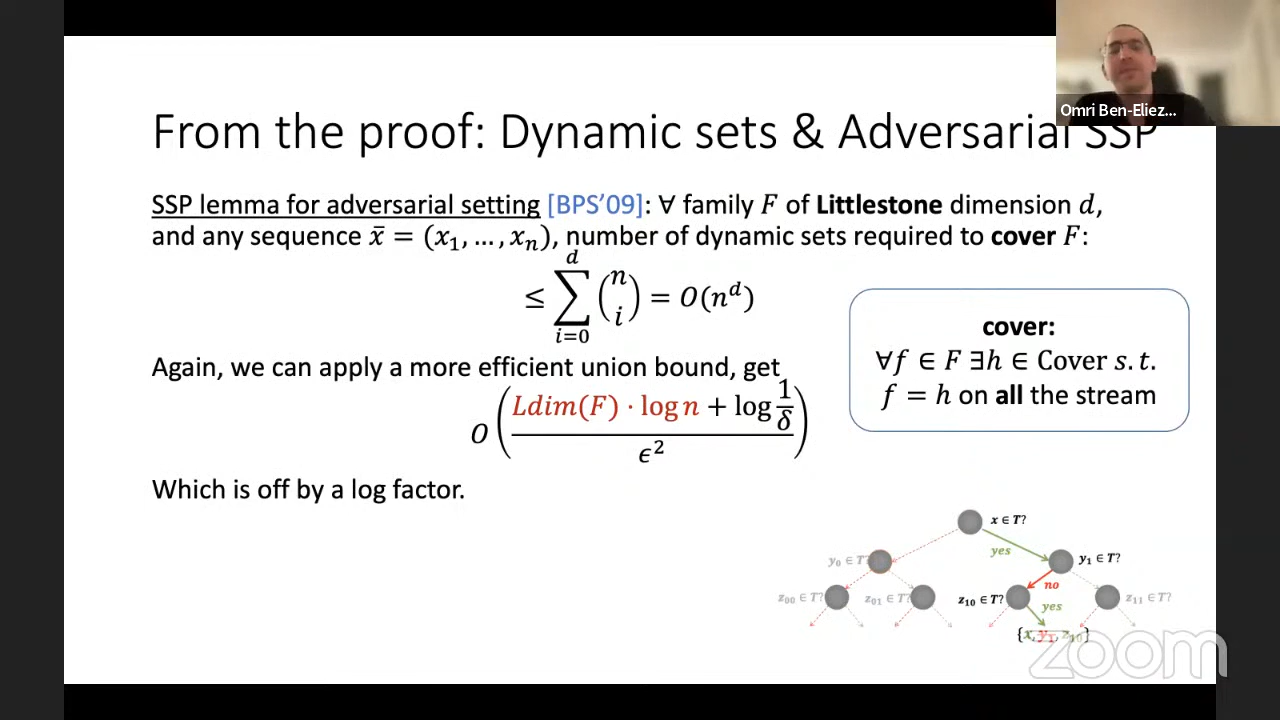 Omri Ben-Eliez...
From the proof: Dynamic sets & Adversarial SSP
SSP lemma for adversarial setting [BPS'09]: ∀ family F of Littlestone dimension d,
and any sequence x̄ = (x₁, …, xₙ), number of dynamic sets required to cover F:
≤ ∑_{i=0}^{d} (n i) = O(n^d)
Again, we can apply a more efficient union bound, get
O( (Ldim(F) · log n + log 1/δ) / ϵ² )
Which is off by a log factor.
cover:
∀f ∈ F ∃h ∈ Cover s.t.
f = h on all the stream
x ∈ T?
yes
y₀ ∈ T?
y₁ ∈ T?
no
z₀₀ ∈ T?
z₀₁ ∈ T?
z₁₀ ∈ T?
z₁₁ ∈ T?
yes
{x, y₁, z₁₀}
zoom